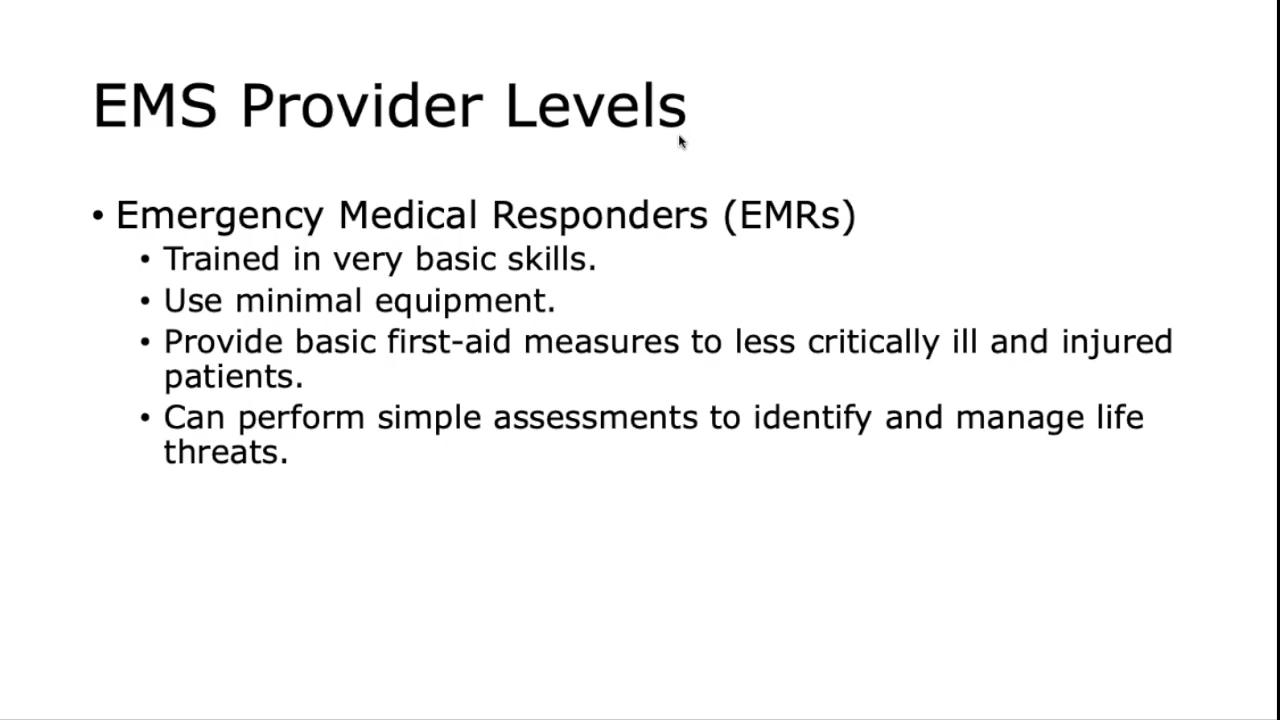 EMS Provider Levels
• Emergency Medical Responders (EMRs)
• Trained in very basic skills.
• Use minimal equipment.
• Provide basic first-aid measures to less critically ill and injured
patients.
• Can perform simple assessments to identify and manage life
threats.